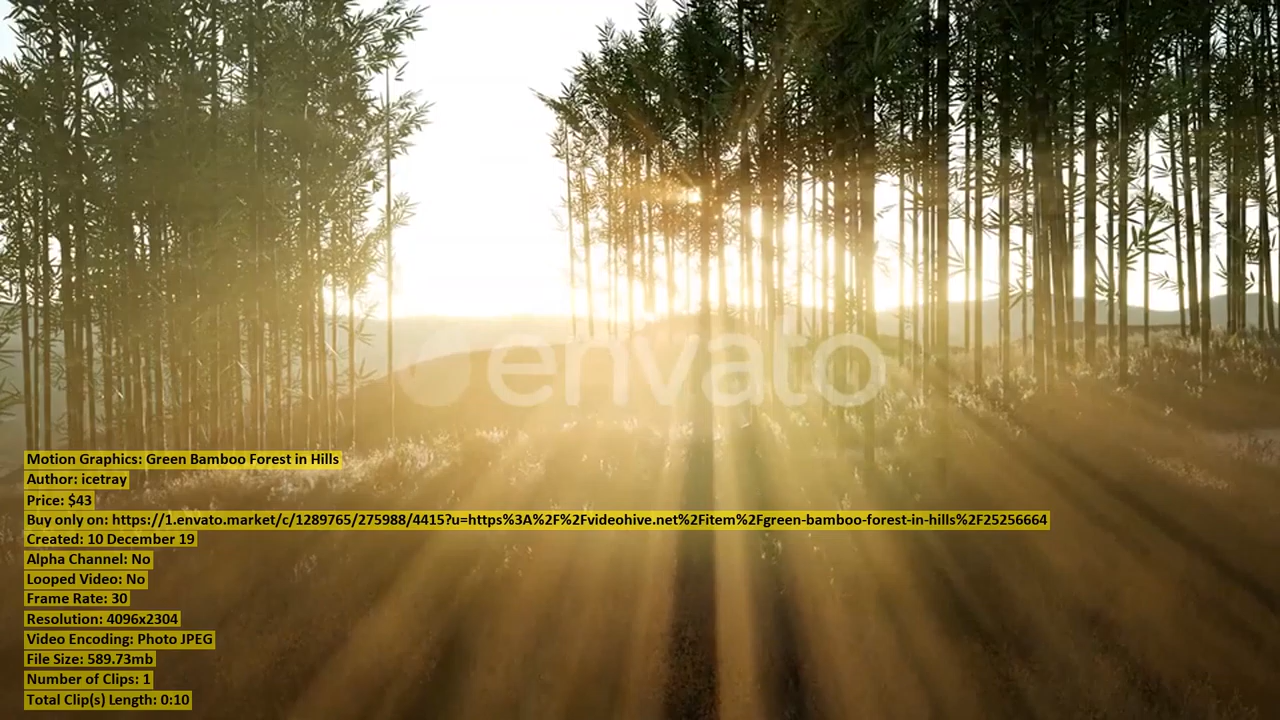 envato
Motion Graphics: Green Bamboo Forest in Hills
Author: icetray
Price: $43
Buy only on: https://1.envato.market/c/1289765/275988/4415?u=https%3A%2F%2Fvideohive.net%2Fitem%2Fgreen-bamboo-forest-in-hills%2F25256664
Created: 10 December 19
Alpha Channel: No
Looped Video: No
Frame Rate: 30
Resolution: 4096x2304
Video Encoding: Photo JPEG
File Size: 589.73mb
Number of Clips: 1
Total Clip(s) Length: 0:10